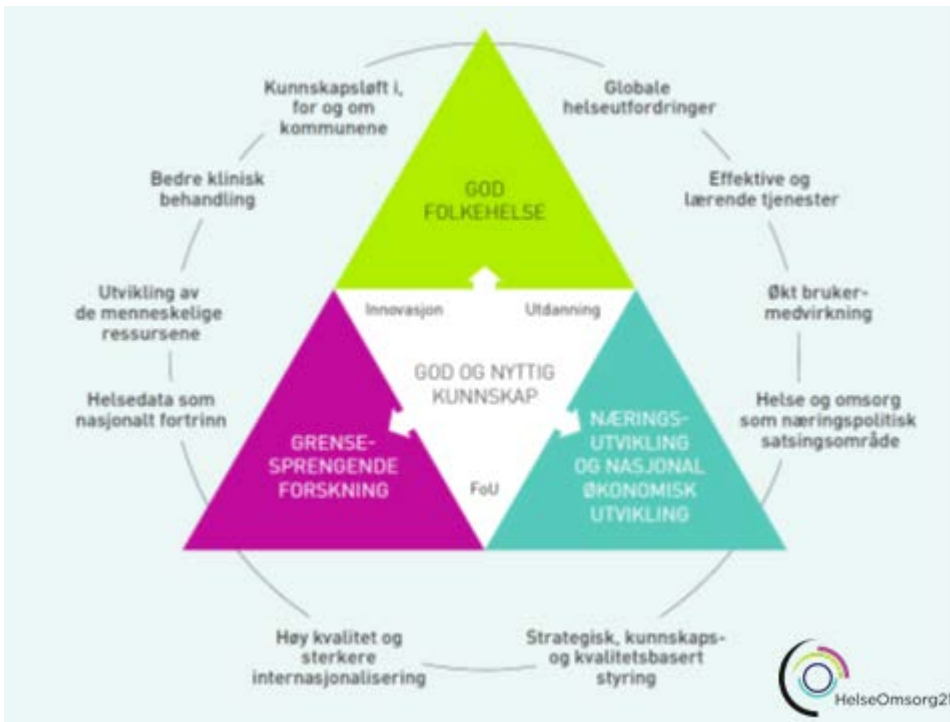 Kunnskapsløft i,
for og om
kommunene
Globale
helseutfordringer
Bedre klinisk
behandling
GOD
FOLKEHELSE
Effektive og
lærende tjenester
Utvikling av
de menneskelige
ressursene
Innovasjon
Utdanning
Økt bruker-
medvirkning
GOD OG NYTTIG
KUNNSKAP
Helsedata som
nasjonalt fortrinn
GRENSE-
SPRENGENDE
FORSKNING
NÆRINGS-
UTVIKLING
OG NASJONAL
ØKONOMISK
UTVIKLING
Helse og omsorg
som næringspolitisk
satsingsområde
FoU
Høy kvalitet og
sterkere
internasjonalisering
Strategisk, kunnskaps-
og kvalitetsbasert
styring
HelseOmsorg21